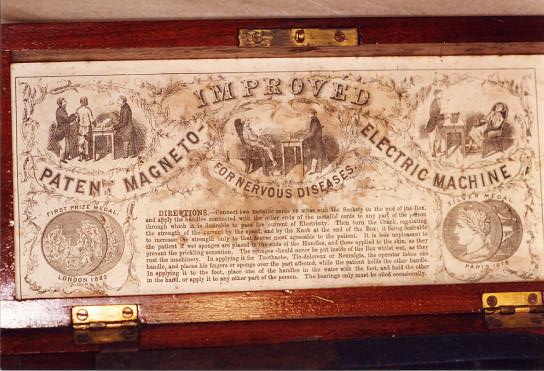 IMPROVED
PATENT MAGNETO-
ELECTRIC MACHINE
FOR NERVOUS DISEASES.
FIRST PRIZE MEDAL.
LONDON 1862
SILVER MEDAL
PARIS
DIRECTIONS.—Connect two metallic cords or wires with the Sockets in the end of the Box,
and apply the handles connected with the other ends of the metallic cords to any part of the person
through which it is desirable to pass the current of Electricity. Then turn the Crank, regulating
the strength of the current by the speed, and by the Knob at the end of the Box; it being desirable
to increase the strength only to that degree most agreeable to the patient. It is less unpleasant to
the patient if wet sponges are placed in the ends of the Handles, and these applied to the skin, as they
prevent the prickling sensation. The sponges should never be put inside of the Box whilst wet, as they
rust the machinery. In applying it for Toothache, Tic-doloreux or Neuralgia, the operator takes one
handle, and places his fingers or sponge over the part affected, while the patient holds the other handle.
In applying it to the foot, place one of the handles in the water with the foot, and hold the other
in the hand, or apply it to any other part of the person. The bearings only must be oiled occasionally.